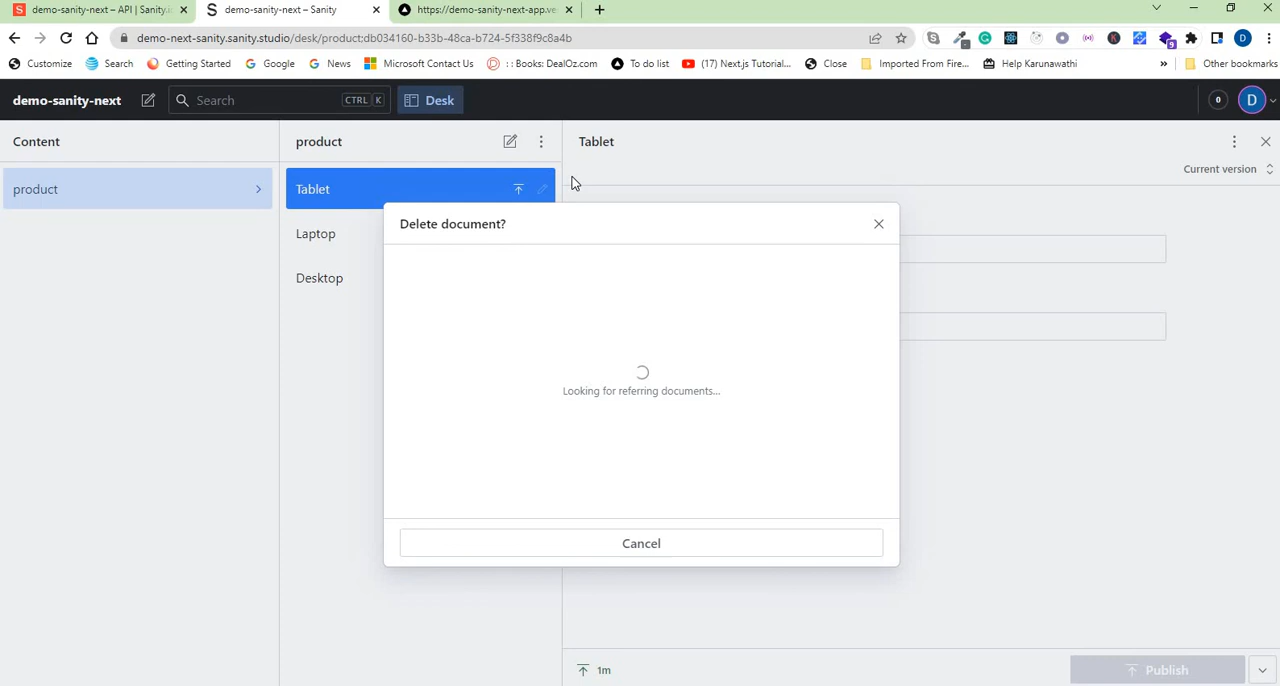 demo-sanity-next – API | Sanity.i
demo-sanity-next – Sanity
https://demo-sanity-next-app.ve
demo-next-sanity.sanity.studio/desk/product;db034160-b33b-48ca-b724-5f338f9c8a4b
9
D
Customize
Search
Getting Started
Google
News
Microsoft Contact Us
: : Books: DealOz.com
To do list
(17) Next.js Tutorial...
Close
Imported From Fire...
Help Karunawathi
»
Other bookmarks
demo-sanity-next
Search
CTRL K
Desk
0
D
Content
product
Tablet
Current version
product
Tablet
Laptop
Desktop
Delete document?
Looking for referring documents...
Cancel
1m
Publish